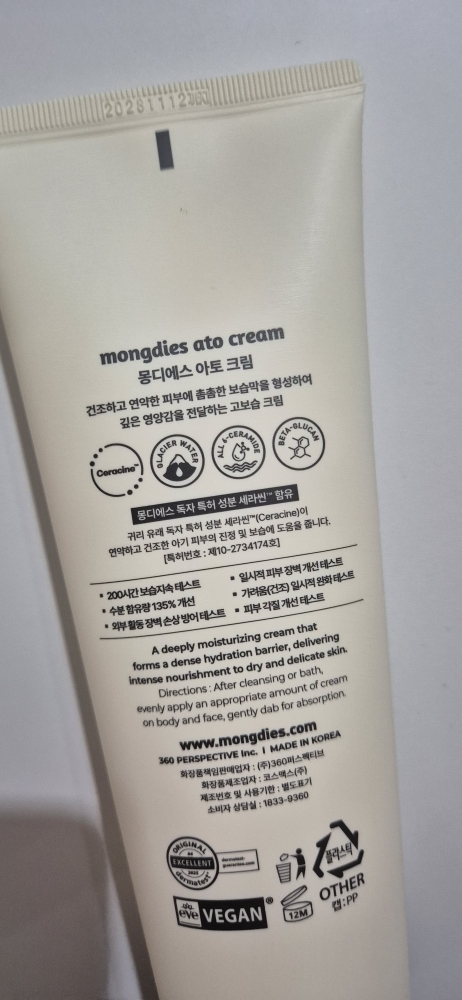 20281112
mongdies ato cream
몽디에스 아토 크림
건조하고 연약한 피부에 촘촘한 보습막을 형성하여
깊은 영양감을 전달하는 고보습 크림
Ceracine™
GLACIER WATER
ALL 6-CERAMIDE
BETA-GLUCAN
몽디에스 독자 특허 성분 세라씬™ 함유
귀리 유래 독자 특허 성분 세라씬™(Ceracine)이
연약하고 건조한 아기 피부의 진정 및 보습에 도움을 줍니다.
[특허번호 : 제10-2734174호]
• 200시간 보습지속 테스트
• 수분 함유량 135% 개선
• 외부 활동 장벽 손상 방어 테스트
• 일시적 피부 장벽 개선 테스트
• 가려움(건조) 일시적 완화 테스트
• 피부 각질 개선 테스트
A deeply moisturizing cream that
forms a dense hydration barrier, delivering
intense nourishment to dry and delicate skin.
Directions : After cleansing or bath,
evenly apply an appropriate amount of cream
on body and face, gently dab for absorption.
www.mongdies.com
360 PERSPECTIVE Inc. I MADE IN KOREA
화장품책임판매업자 : (주)360퍼스펙티브
화장품제조업자 : 코스맥스(주)
제조번호 및 사용기한 : 별도표기
소비자 상담실 : 1833-9360
ORIGINAL
EXCELLENT
dermatest
dermatest-
guarantee.com
플라스틱
OTHER
캡 : PP
eve VEGAN®
12M